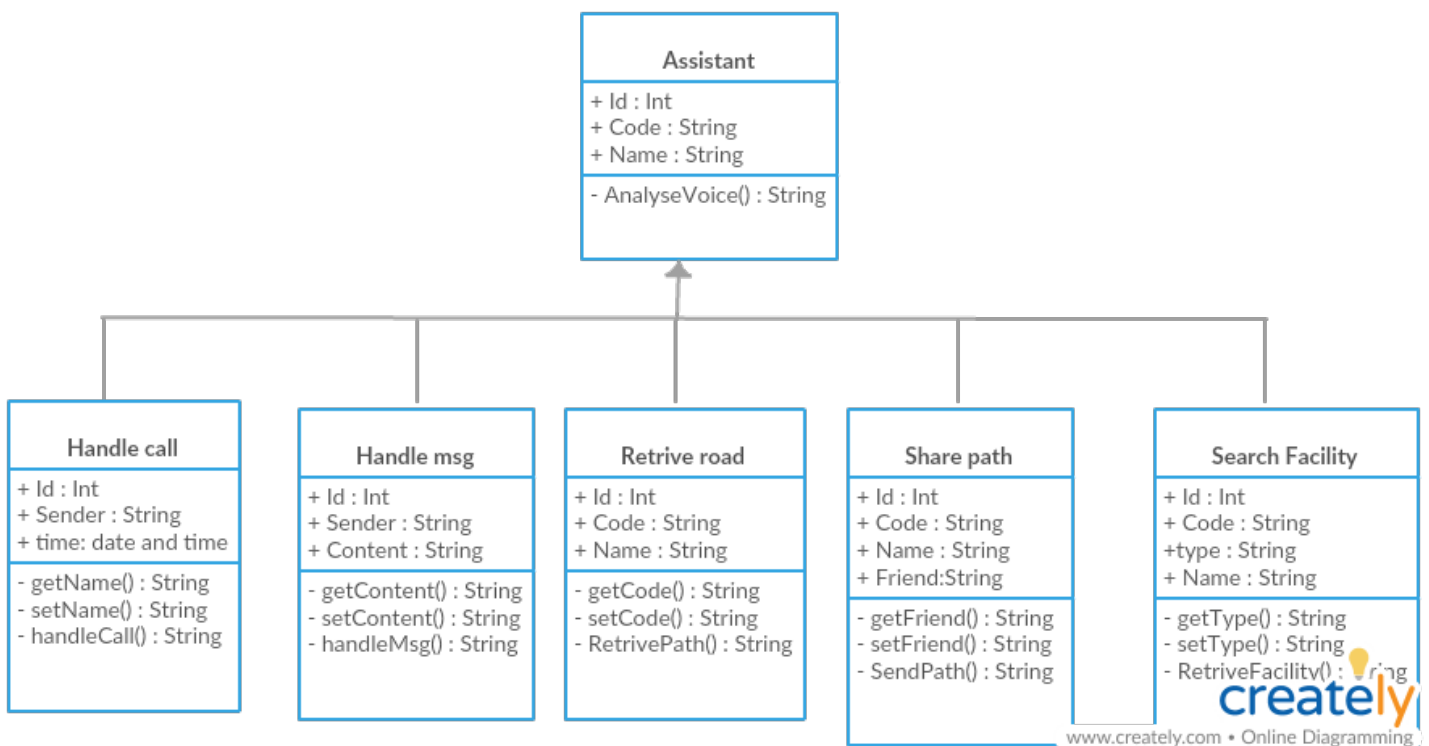 Assistant
+ Id : Int
+ Code : String
+ Name : String
- AnalyseVoice() : String
Handle call
+ Id : Int
+ Sender : String
+ time: date and time
- getName() : String
- setName() : String
- handleCall() : String
Handle msg
+ Id : Int
+ Sender : String
+ Content : String
- getContent() : String
- setContent() : String
- handleMsg() : String
Retrive road
+ Id : Int
+ Code : String
+ Name : String
- getCode() : String
- setCode() : String
- RetrivePath() : String
Share path
+ Id : Int
+ Code : String
+ Name : String
+ Friend:String
- getFriend() : String
- setFriend() : String
- SendPath() : String
Search Facility
+ Id : Int
+ Code : String
+type : String
+ Name : String
- getType() : String
- setType() : String
- RetriveFacility() : String
creately
www.creately.com • Online Diagramming